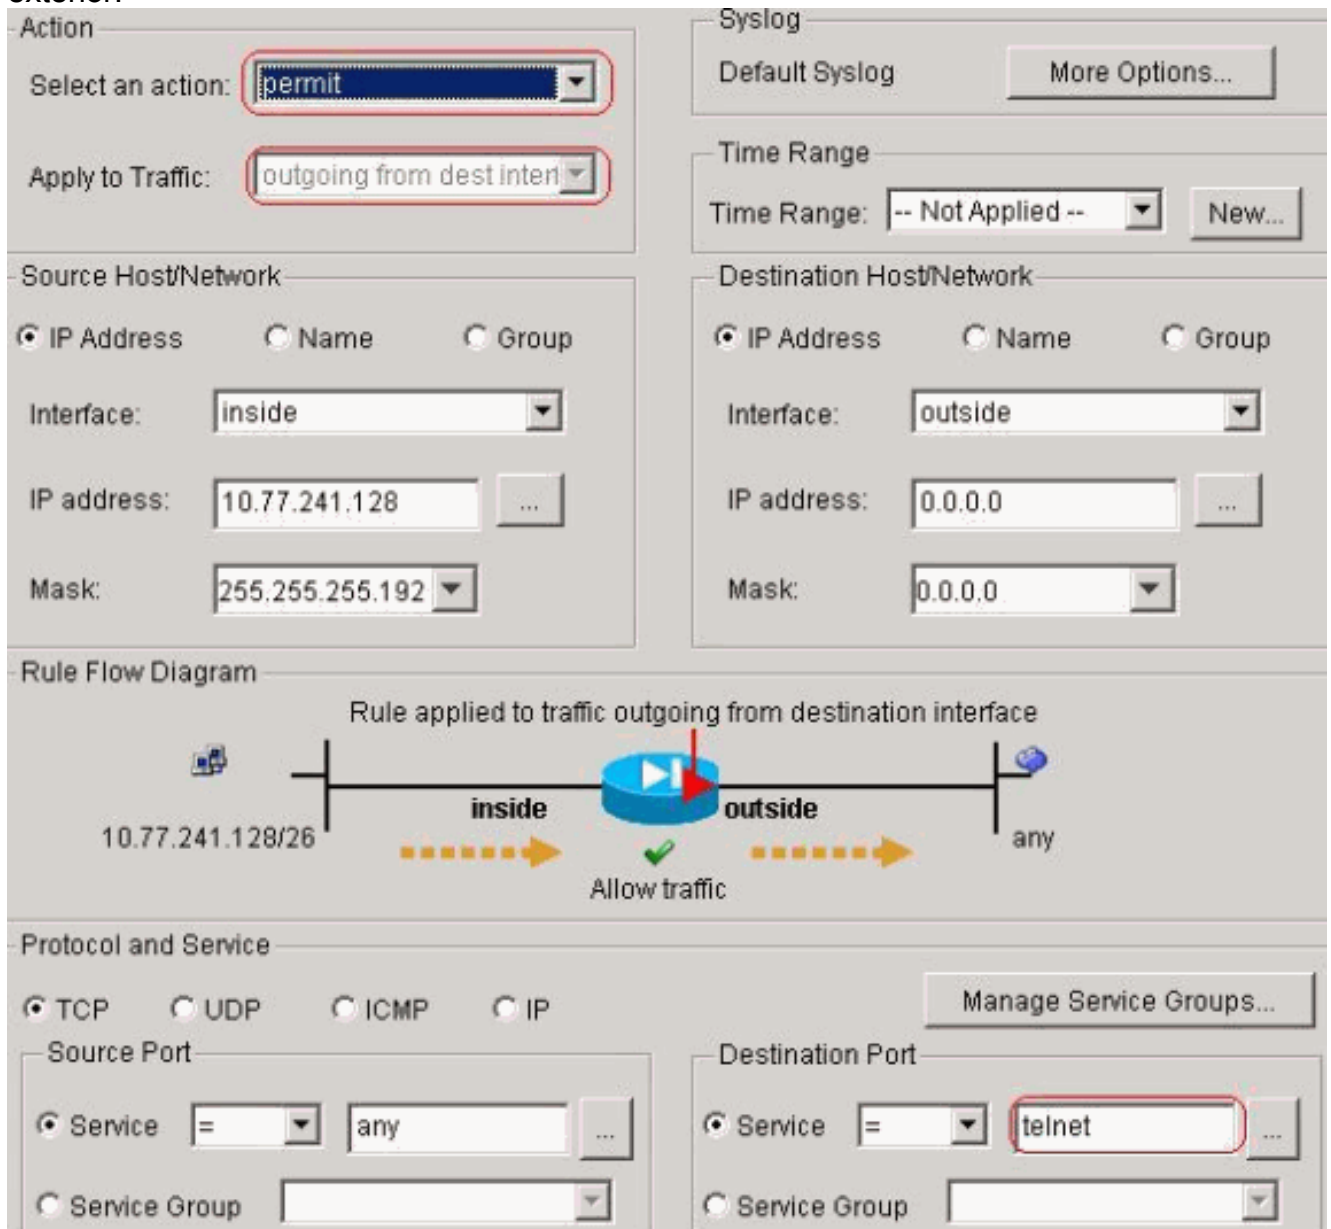 exterior.
Action
Select an action: permit
Apply to Traffic: outgoing from dest inter
Syslog
Default Syslog More Options...
Time Range
Time Range: -- Not Applied -- New...
Source Host/Network
IP Address Name Group
Interface: inside
IP address: 10.77.241.128 ...
Mask: 255.255.255.192
Destination Host/Network
IP Address Name Group
Interface: outside
IP address: 0.0.0.0 ...
Mask: 0.0.0.0
Rule Flow Diagram
Rule applied to traffic outgoing from destination interface
inside outside
10.77.241.128/26 any
Allow traffic
Protocol and Service
TCP UDP ICMP IP Manage Service Groups...
Source Port
Service = any ...
Service Group
Destination Port
Service = telnet ...
Service Group